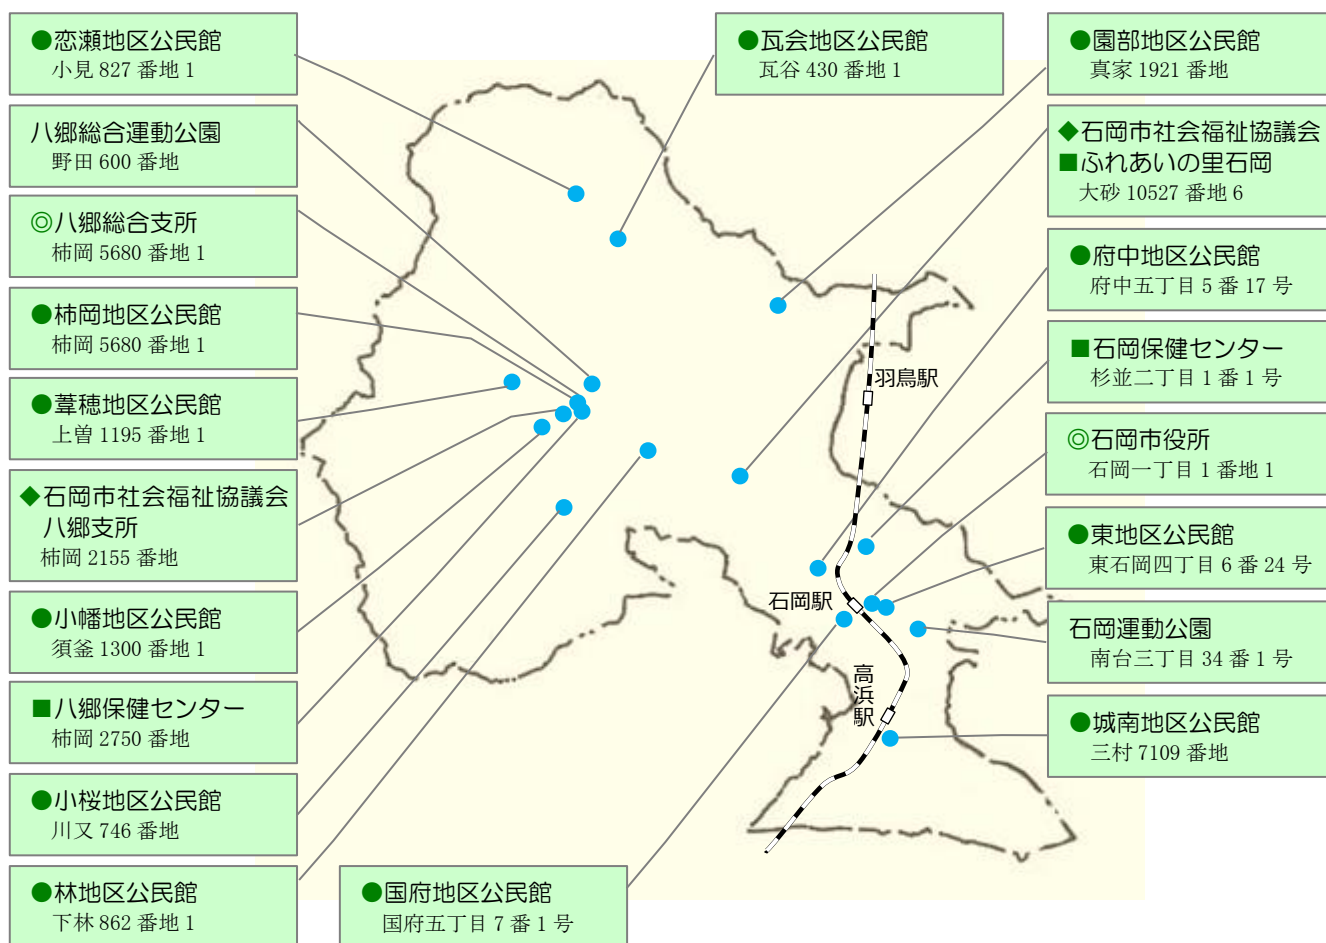 ●恋瀬地区公民館
小見 827 番地 1
八郷総合運動公園
野田 600 番地
◎八郷総合支所
柿岡 5680 番地 1
●柿岡地区公民館
柿岡 5680 番地 1
●葦穂地区公民館
上曽 1195 番地 1
◆石岡市社会福祉協議会
八郷支所
柿岡 2155 番地
●小幡地区公民館
須釜 1300 番地 1
■八郷保健センター
柿岡 2750 番地
●小桜地区公民館
川又 746 番地
●林地区公民館
下林 862 番地 1
●瓦会地区公民館
瓦谷 430 番地 1
羽鳥駅
石岡駅
高浜駅
●国府地区公民館
国府五丁目 7 番 1 号
●園部地区公民館
真家 1921 番地
◆石岡市社会福祉協議会
■ふれあいの里石岡
大砂 10527 番地 6
●府中地区公民館
府中五丁目 5 番 17 号
■石岡保健センター
杉並二丁目 1 番 1 号
◎石岡市役所
石岡一丁目 1 番地 1
●東地区公民館
東石岡四丁目 6 番 24 号
石岡運動公園
南台三丁目 34 番 1 号
●城南地区公民館
三村 7109 番地